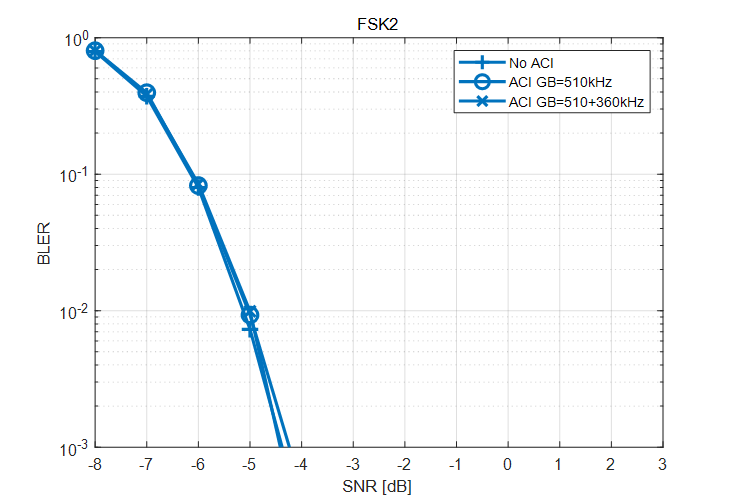 FSK2
No ACI
ACI GB=510kHz
ACI GB=510+360kHz
10^0
10^-1
10^-2
10^-3
BLER
-8 -7 -6 -5 -4 -3 -2 -1 0 1 2 3
SNR [dB]